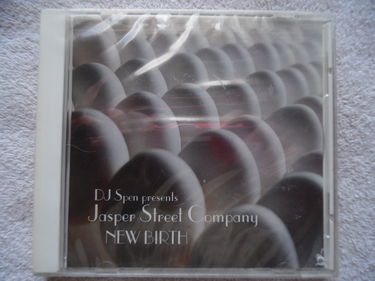 DJ Spen presents
Jasper Street Company
NEW BIRTH